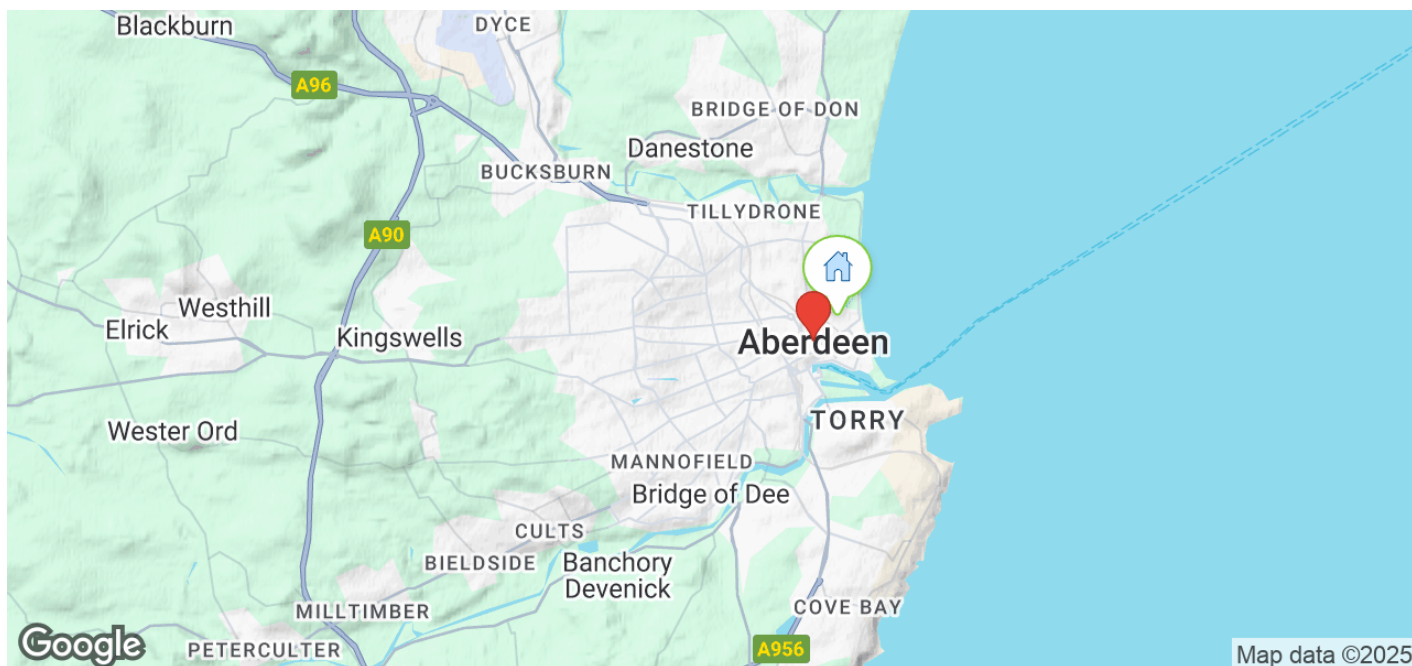 Blackburn
DYCE
A96
BRIDGE OF DON
Danestone
BUCKSBURN
TILLYDRONE
A90
Westhill
Elrick
Kingswells
Aberdeen
TORRY
Wester Ord
MANNOFIELD
Bridge of Dee
CULTS
BIELDSIDE
Banchory
Devenick
MILLTIMBER
COVE BAY
PETERCULTER
A956
Google
Map data ©2025